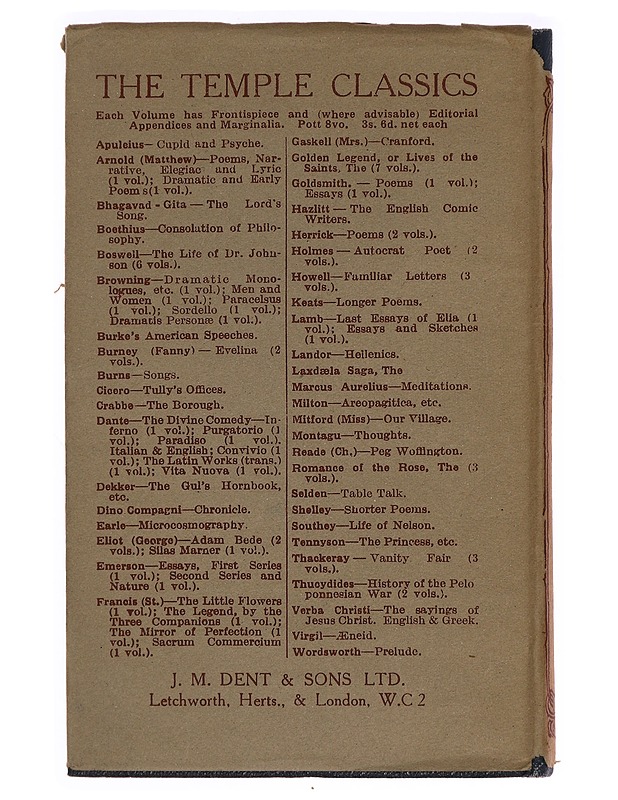 THE TEMPLE CLASSICS
Each Volume has Frontispiece and (where advisable) Editorial
Appendices and Marginalia. Pott 8vo. 3s. 6d. net each
Apuleius—Cupid and Psyche.
Arnold (Matthew)—Poems, Nar-
rative, Elegiac and Lyric
(1 vol.); Dramatic and Early
Poems(1 vol.).
Bhagavad-Gita—The Lord's
Song.
Boethius—Consolation of Philo-
sophy.
Boswell—The Life of Dr. John-
son (6 vols.).
Browning—Dramatic Mono-
logues, etc. (1 vol.); Men and
Women (1 vol.); Paracelsus
(1 vol.); Sordello (1 vol.);
Dramatis Personæ (1 vol.).
Burke's American Speeches.
Burney (Fanny)—Evelina (2
vols.).
Burns—Songs.
Cicero—Tully's Offices.
Crabbe—The Borough.
Dante—The Divine Comedy—In-
ferno (1 vol.); Purgatorio (1
vol.); Paradiso (1 vol.).
Italian & English; Convivio (1
vol.); The Latin Works (trans.)
(1 vol.); Vita Nuova (1 vol.).
Dekker—The Gul's Hornbook,
etc.
Dino Compagni—Chronicle.
Earle—Microcosmography.
Eliot (George)—Adam Bede (2
vols.); Silas Marner (1 vol.).
Emerson—Essays, First Series
(1 vol.); Second Series and
Nature (1 vol.).
Francis (St.)—The Little Flowers
(1 vol.); The Legend, by the
Three Companions (1 vol.);
The Mirror of Perfection (1
vol.); Sacrum Commercium
(1 vol.).
Gaskell (Mrs.)—Cranford.
Golden Legend, or Lives of the
Saints, The (7 vols.).
Goldsmith.—Poems (1 vol.);
Essays (1 vol.).
Hazlitt—The English Comic
Writers.
Herrick—Poems (2 vols.).
Holmes—Autocrat Poet (2
vols.).
Howell—Familiar Letters (3
vols.).
Keats—Longer Poems.
Lamb—Last Essays of Elia (1
vol.); Essays and Sketches
(1 vol.).
Landor—Hellenics.
Laxdæla Saga, The
Marcus Aurelius—Meditations.
Milton—Areopagitica, etc.
Mitford (Miss)—Our Village.
Montagu—Thoughts.
Reade (Ch.)—Peg Woffington.
Romance of the Rose, The (3
vols.).
Selden—Table Talk.
Shelley—Shorter Poems.
Southey—Life of Nelson.
Tennyson—The Princess, etc.
Thackeray—Vanity Fair (3
vols.).
Thucydides—History of the Pelo
ponnesian War (2 vols.).
Verba Christi—The sayings of
Jesus Christ. English & Greek.
Virgil—Æneid.
Wordsworth—Prelude.
J. M. DENT & SONS LTD.
Letchworth, Herts., & London, W.C 2